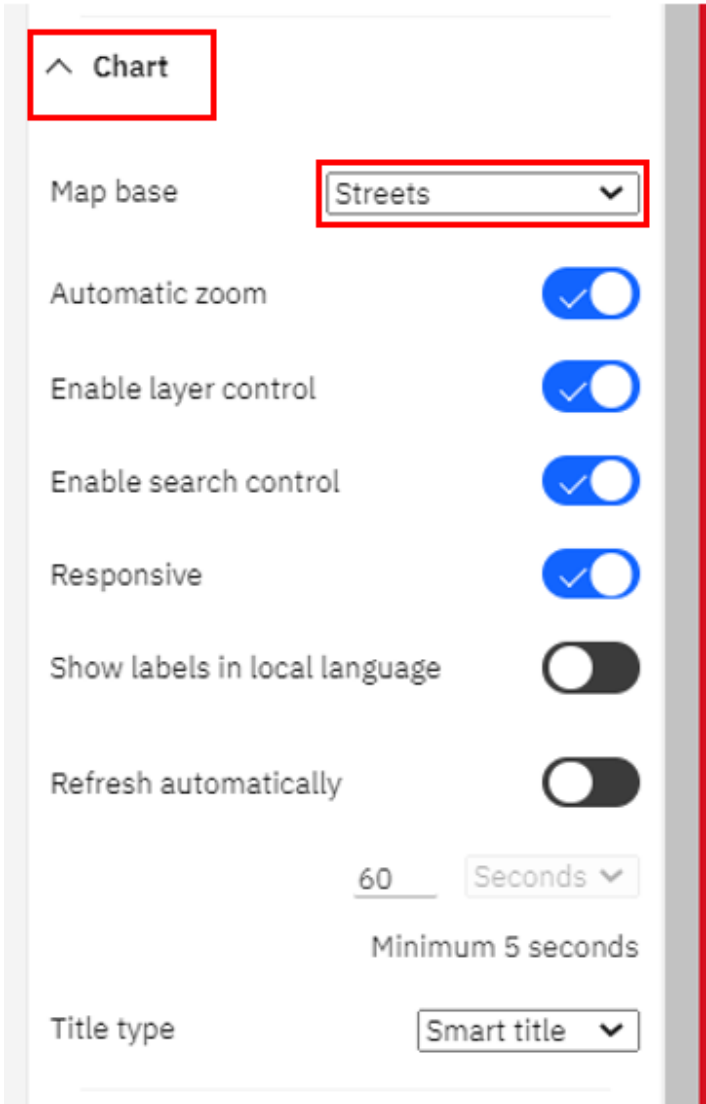 Chart
Map base Streets
Automatic zoom
Enable layer control
Enable search control
Responsive
Show labels in local language
Refresh automatically
60 Seconds
Minimum 5 seconds
Title type Smart title